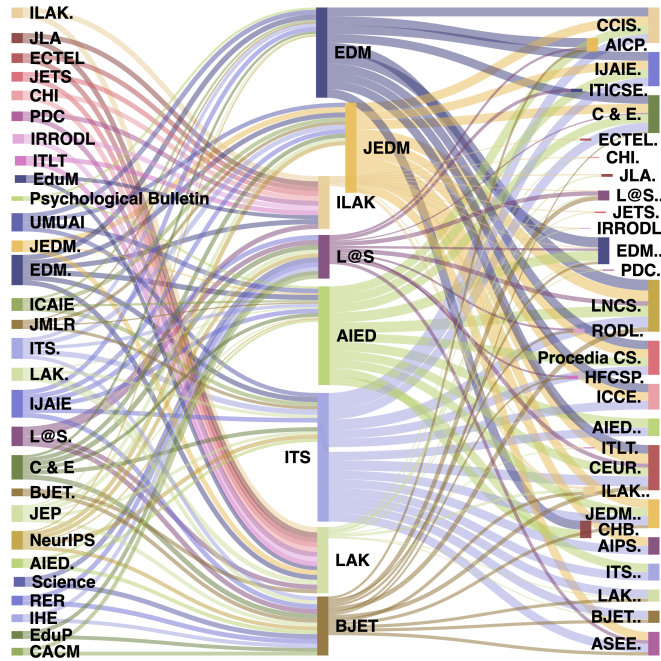 ILAK.
JLA
ECTEL
JETS
CHI
PDC
IRRODL
ITLT
EduM
Psychological Bulletin
UMUAI
JEDM.
EDM.
ICAIE
JMLR
ITS.
LAK.
IJAIE
L@S.
C & E
BJET.
JEP
NeurIPS
AIED.
Science
RER
IHE
EduP
CACM
EDM
JEDM
ILAK
L@S
AIED
ITS
LAK
BJET
CCIS.
AICP.
IJAIE.
ITICSE.
C & E.
ECTEL.
CHI.
JLA.
L@S..
JETS.
IRRODL
EDM..
PDC.
LNCS.
RODL.
Procedia CS.
HFCSP.
ICCE.
AIED..
ITLT.
CEUR.
ILAK..
JEDM..
CHB.
AIPS.
ITS..
LAK..
BJET..
ASEE.